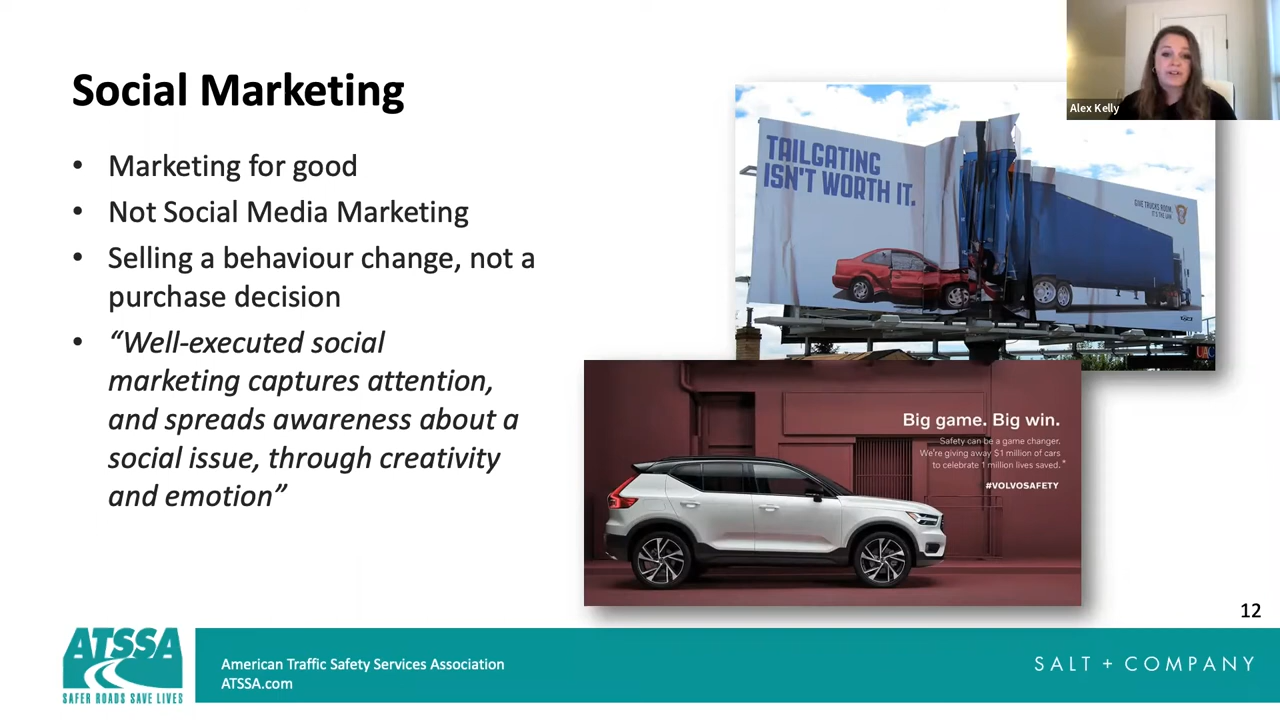 Social Marketing
• Marketing for good
• Not Social Media Marketing
• Selling a behaviour change, not a
purchase decision
• “Well-executed social
marketing captures attention,
and spreads awareness about a
social issue, through creativity
and emotion”
Alex Kelly
TAILGATING
ISN'T WORTH IT.
GIVE TRUCKS ROOM.
IT'S THE LAW.
Big game. Big win.
Safety can be a game changer.
We're giving away $1 million of cars
to celebrate 1 million lives saved.*
#VOLVOSAFETY
12
ATSSA
SAFER ROADS SAVE LIVES
American Traffic Safety Services Association
ATSSA.com
SALT + COMPANY